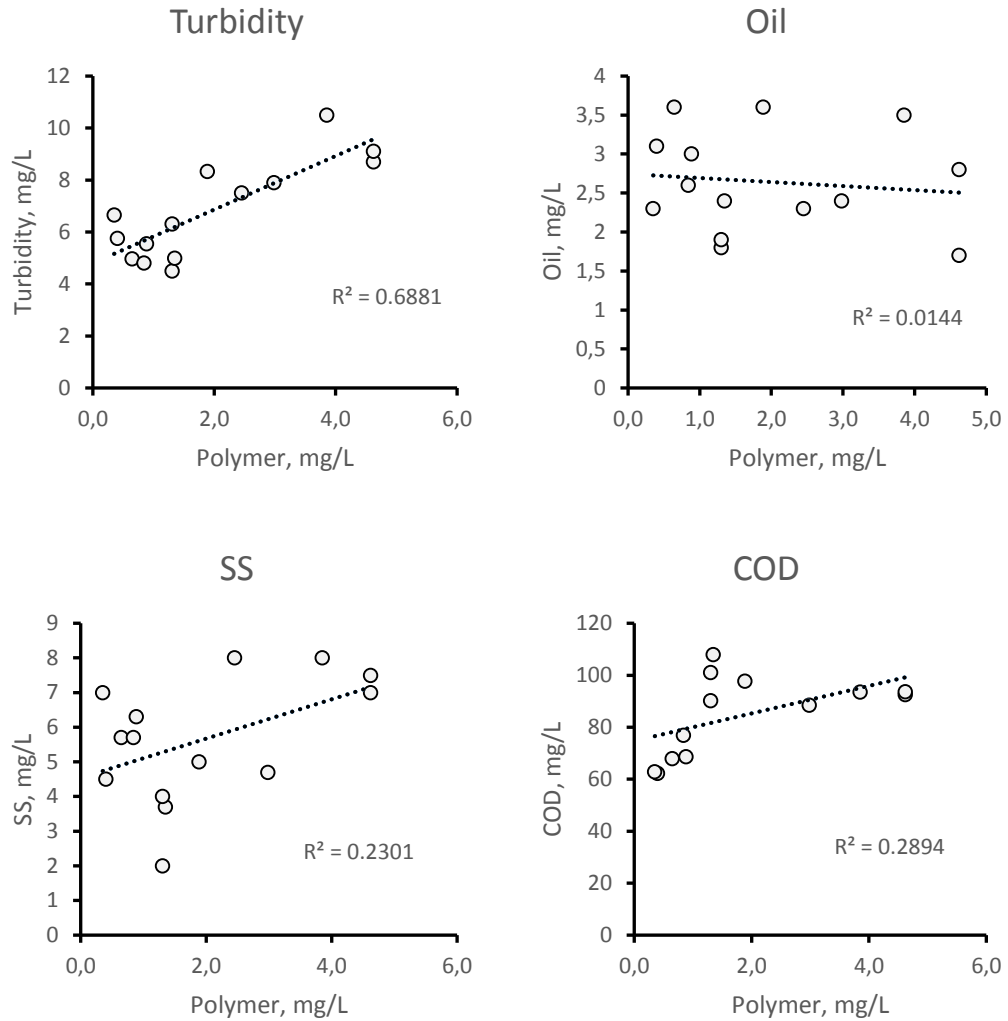 Turbidity
12
10
8
6
4
2
0
0,0 2,0 4,0 6,0
Turbidity, mg/L
Polymer, mg/L
R² = 0.6881
Oil
4
3,5
3
2,5
2
1,5
1
0,5
0
0,0 1,0 2,0 3,0 4,0 5,0
Oil, mg/L
Polymer, mg/L
R² = 0.0144
SS
9
8
7
6
5
4
3
2
1
0
0,0 2,0 4,0 6,0
SS, mg/L
Polymer, mg/L
R² = 0.2301
COD
120
100
80
60
40
20
0
0,0 2,0 4,0 6,0
COD, mg/L
Polymer, mg/L
R² = 0.2894